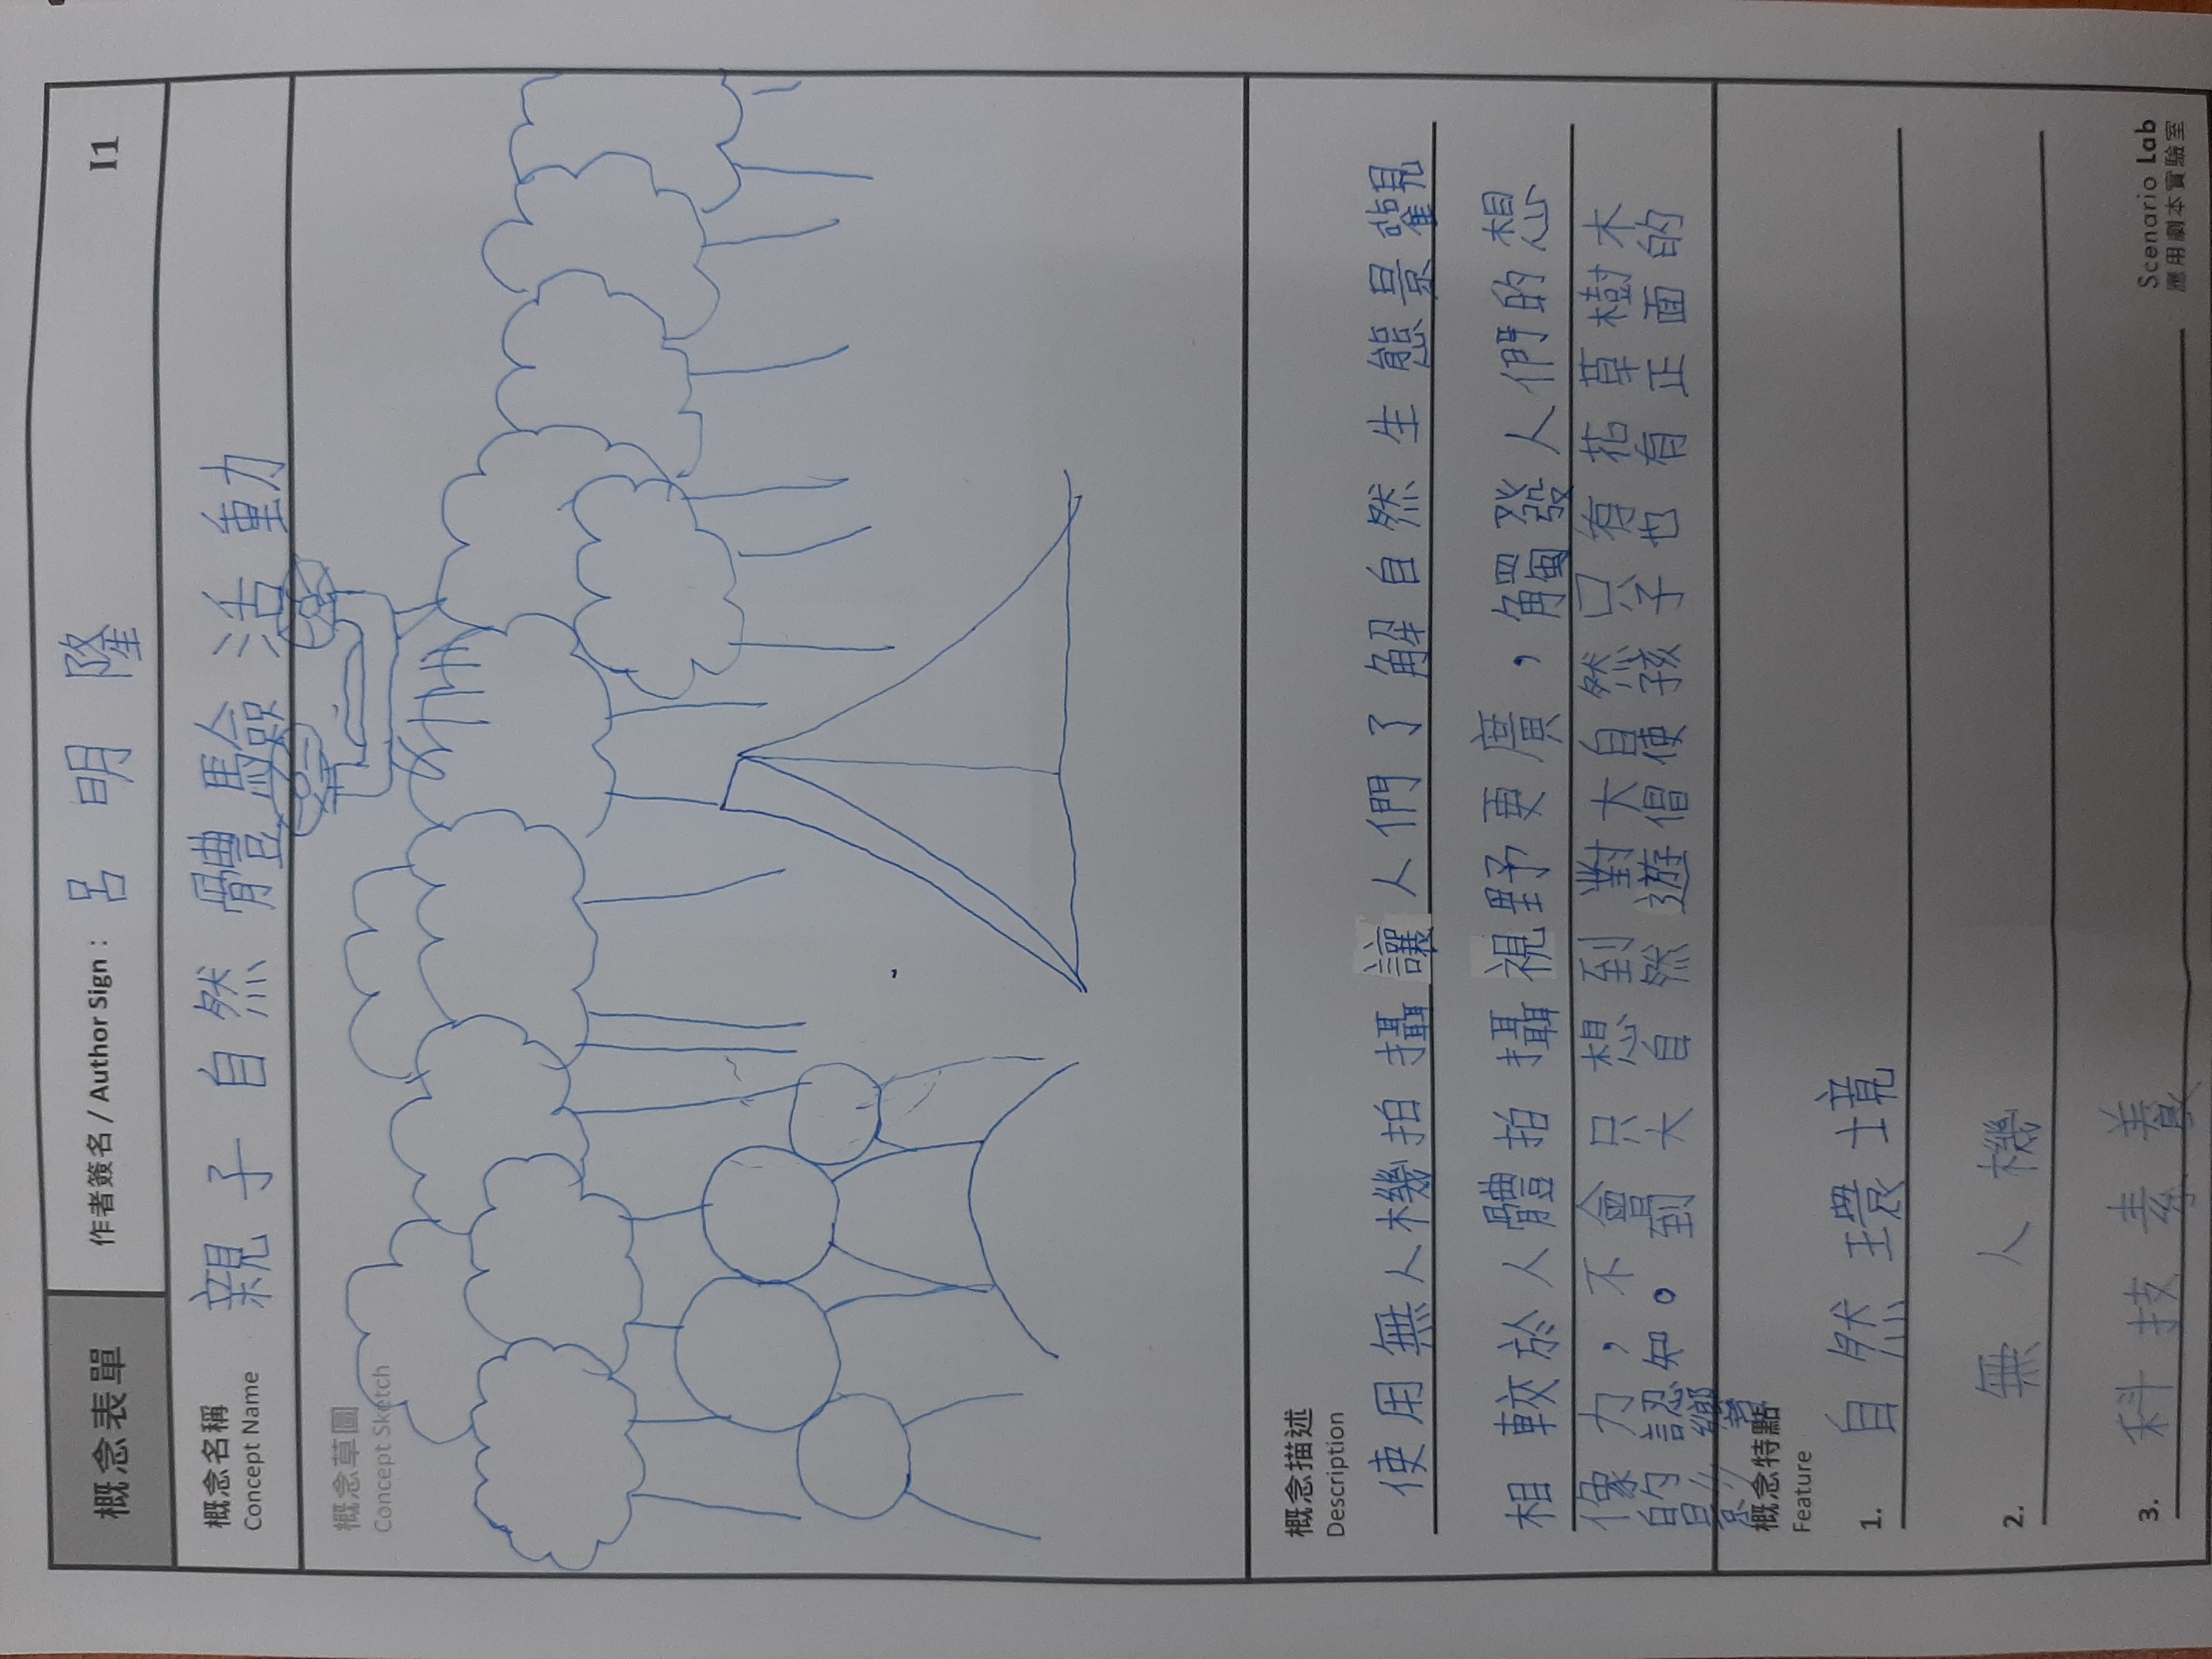 概念表單
作者簽名 / Author Sign : 呂明隆
I1
概念名稱
Concept Name
親子自然體驗活動
概念草圖
Concept Sketch
概念描述
Description
使用無人機拍攝讓人們了解自然生態景觀
相較於人體拍攝視野更廣，觸發人們的想
像力，不會只想到對大自然只有花草樹木
的認知。到大自然遊倡使孩子也有正面的
影響
概念特點
Feature
1. 自然環境
2. 無人機
3. 科技素養
Scenario Lab
應用劇本實驗室